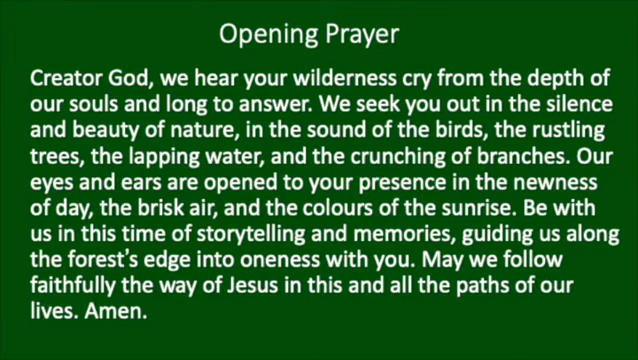 Opening Prayer
Creator God, we hear your wilderness cry from the depth of
our souls and long to answer. We seek you out in the silence
and beauty of nature, in the sound of the birds, the rustling
trees, the lapping water, and the crunching of branches. Our
eyes and ears are opened to your presence in the newness
of day, the brisk air, and the colours of the sunrise. Be with
us in this time of storytelling and memories, guiding us along
the forest's edge into oneness with you. May we follow
faithfully the way of Jesus in this and all the paths of our
lives. Amen.